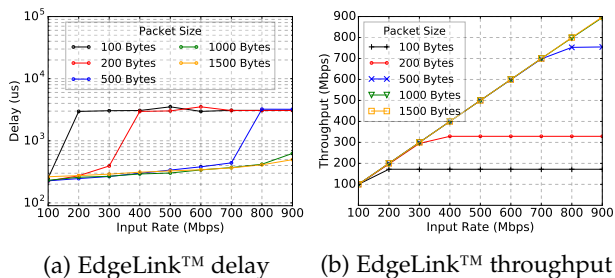 Packet Size
100 Bytes
200 Bytes
500 Bytes
1000 Bytes
1500 Bytes
Delay (us)
10^5
10^4
10^3
10^2
100 200 300 400 500 600 700 800 900
Input Rate (Mbps)
(a) EdgeLink™ delay
Packet Size
100 Bytes
200 Bytes
500 Bytes
1000 Bytes
1500 Bytes
Throughput (Mbps)
900
800
700
600
500
400
300
200
100
100 200 300 400 500 600 700 800 900
Input Rate (Mbps)
(b) EdgeLink™ throughput